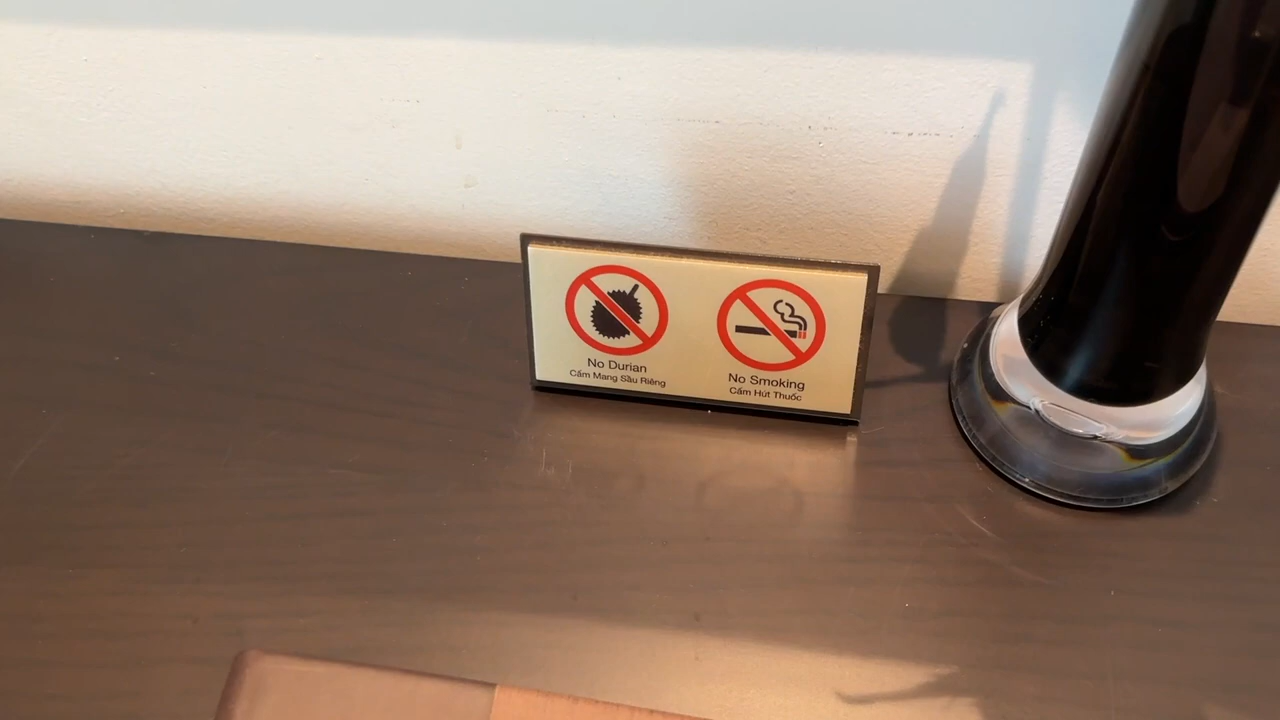 No Durian
Cấm Mang Sầu Riêng
No Smoking
Cấm Hút Thuốc